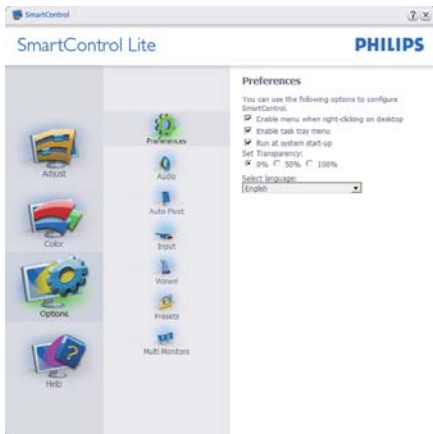 SmartControl
SmartControl Lite
PHILIPS
Adjust
Color
Options
Help
Preferences
Audio
Auto Pivot
Input
Wizard
Presets
Multi Monitors
Preferences
You can use the following options to configure
SmartControl.
Enable menu when right-clicking on desktop
Enable task tray menu
Run at system start-up
Set Transparency:
0% 50% 100%
Select language:
English